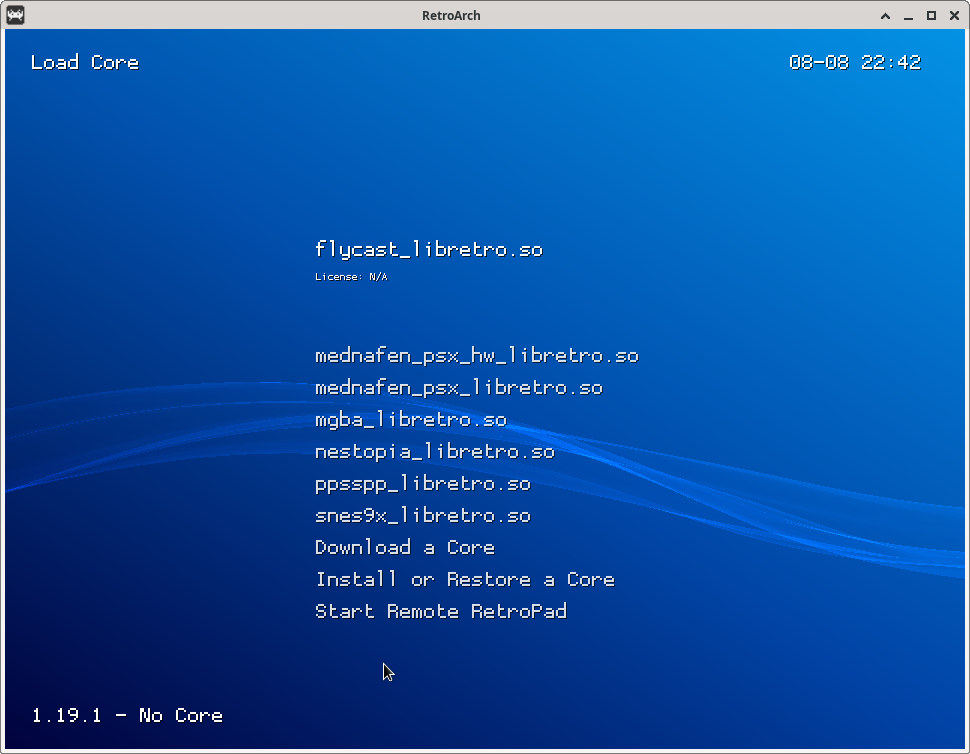 RetroArch
Load Core
08-08 22:42
flycast_libretro.so
License: N/A
mednafen_psx_hw_libretro.so
mednafen_psx_libretro.so
mgba_libretro.so
nestopia_libretro.so
ppsspp_libretro.so
snes9x_libretro.so
Download a Core
Install or Restore a Core
Start Remote RetroPad
1.19.1 - No Core